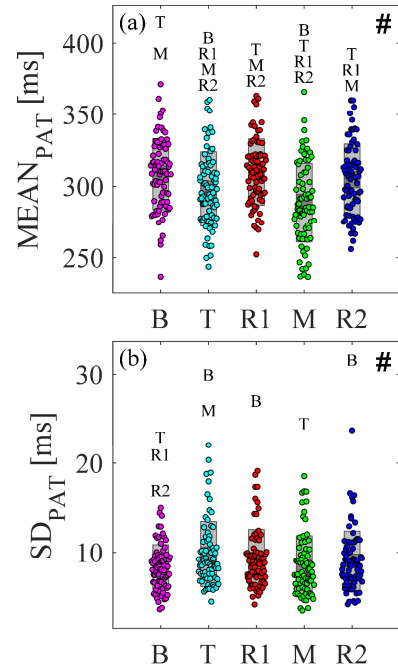 (a)
#
T
M
B
R1
M
R2
T
M
R2
B
T
R1
R2
T
R1
M
400
350
300
250
MEAN_PAT [ms]
B T R1 M R2
(b)
#
T
R1
R2
B
M
B
T
B
30
20
10
SD_PAT [ms]
B T R1 M R2